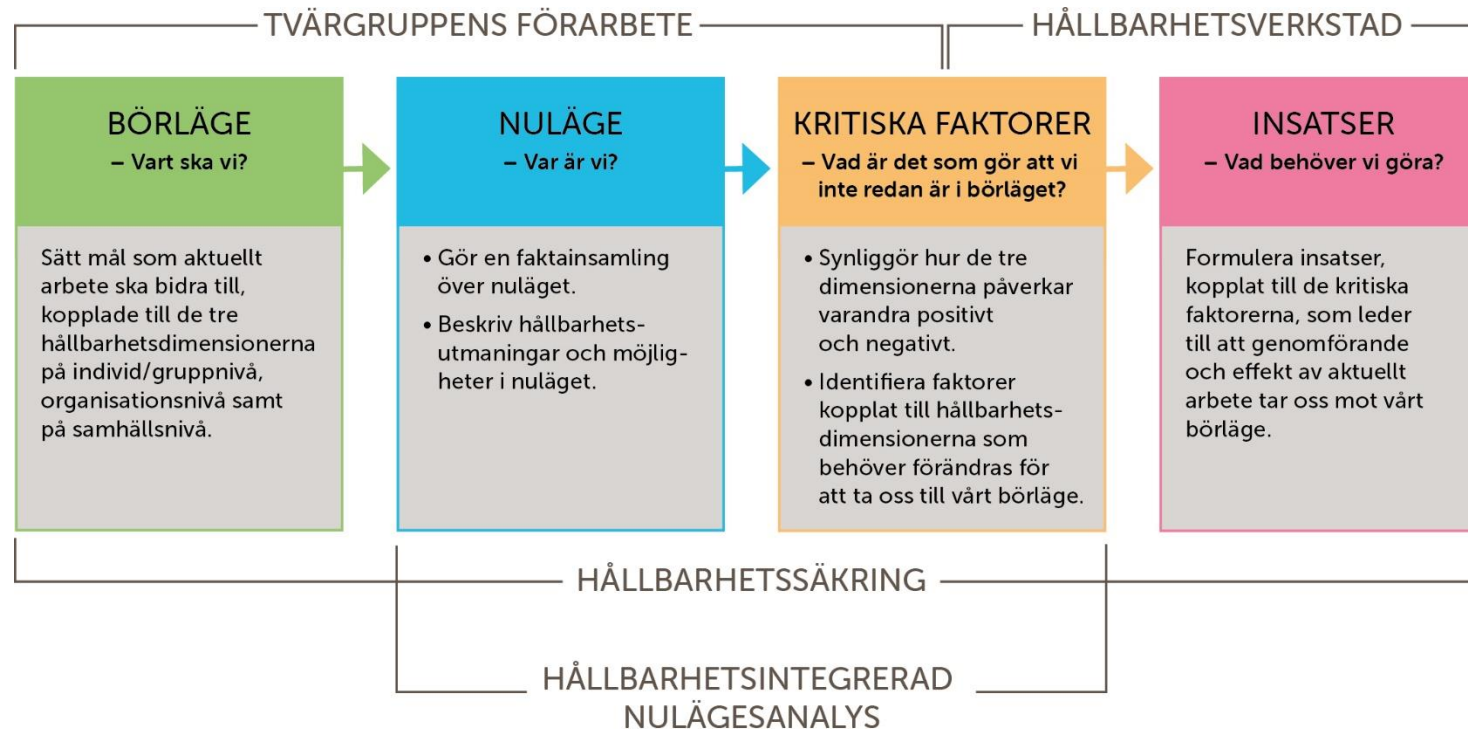 TVÄRGRUPPENS FÖRARBETE
HÅLLBARHETSVERKSTAD
BÖRLÄGE
– Vart ska vi?
Sätt mål som aktuellt
arbete ska bidra till,
kopplade till de tre
hållbarhetsdimensionerna
på individ/gruppnivå,
organisationsnivå samt
på samhällsnivå.
NULÄGE
– Var är vi?
• Gör en faktainsamling
över nuläget.
• Beskriv hållbarhets-
utmaningar och möjlig-
heter i nuläget.
KRITISKA FAKTORER
– Vad är det som gör att vi
inte redan är i börläget?
• Synliggör hur de tre
dimensionerna påverkar
varandra positivt
och negativt.
• Identifiera faktorer
kopplat till hållbarhets-
dimensionerna som
behöver förändras för
att ta oss till vårt börläge.
INSATSER
– Vad behöver vi göra?
Formulera insatser,
kopplat till de kritiska
faktorerna, som leder
till att genomförande
och effekt av aktuellt
arbete tar oss mot vårt
börläge.
HÅLLBARHETSSÄKRING
HÅLLBARHETSINTEGRERAD
NULÄGESANALYS